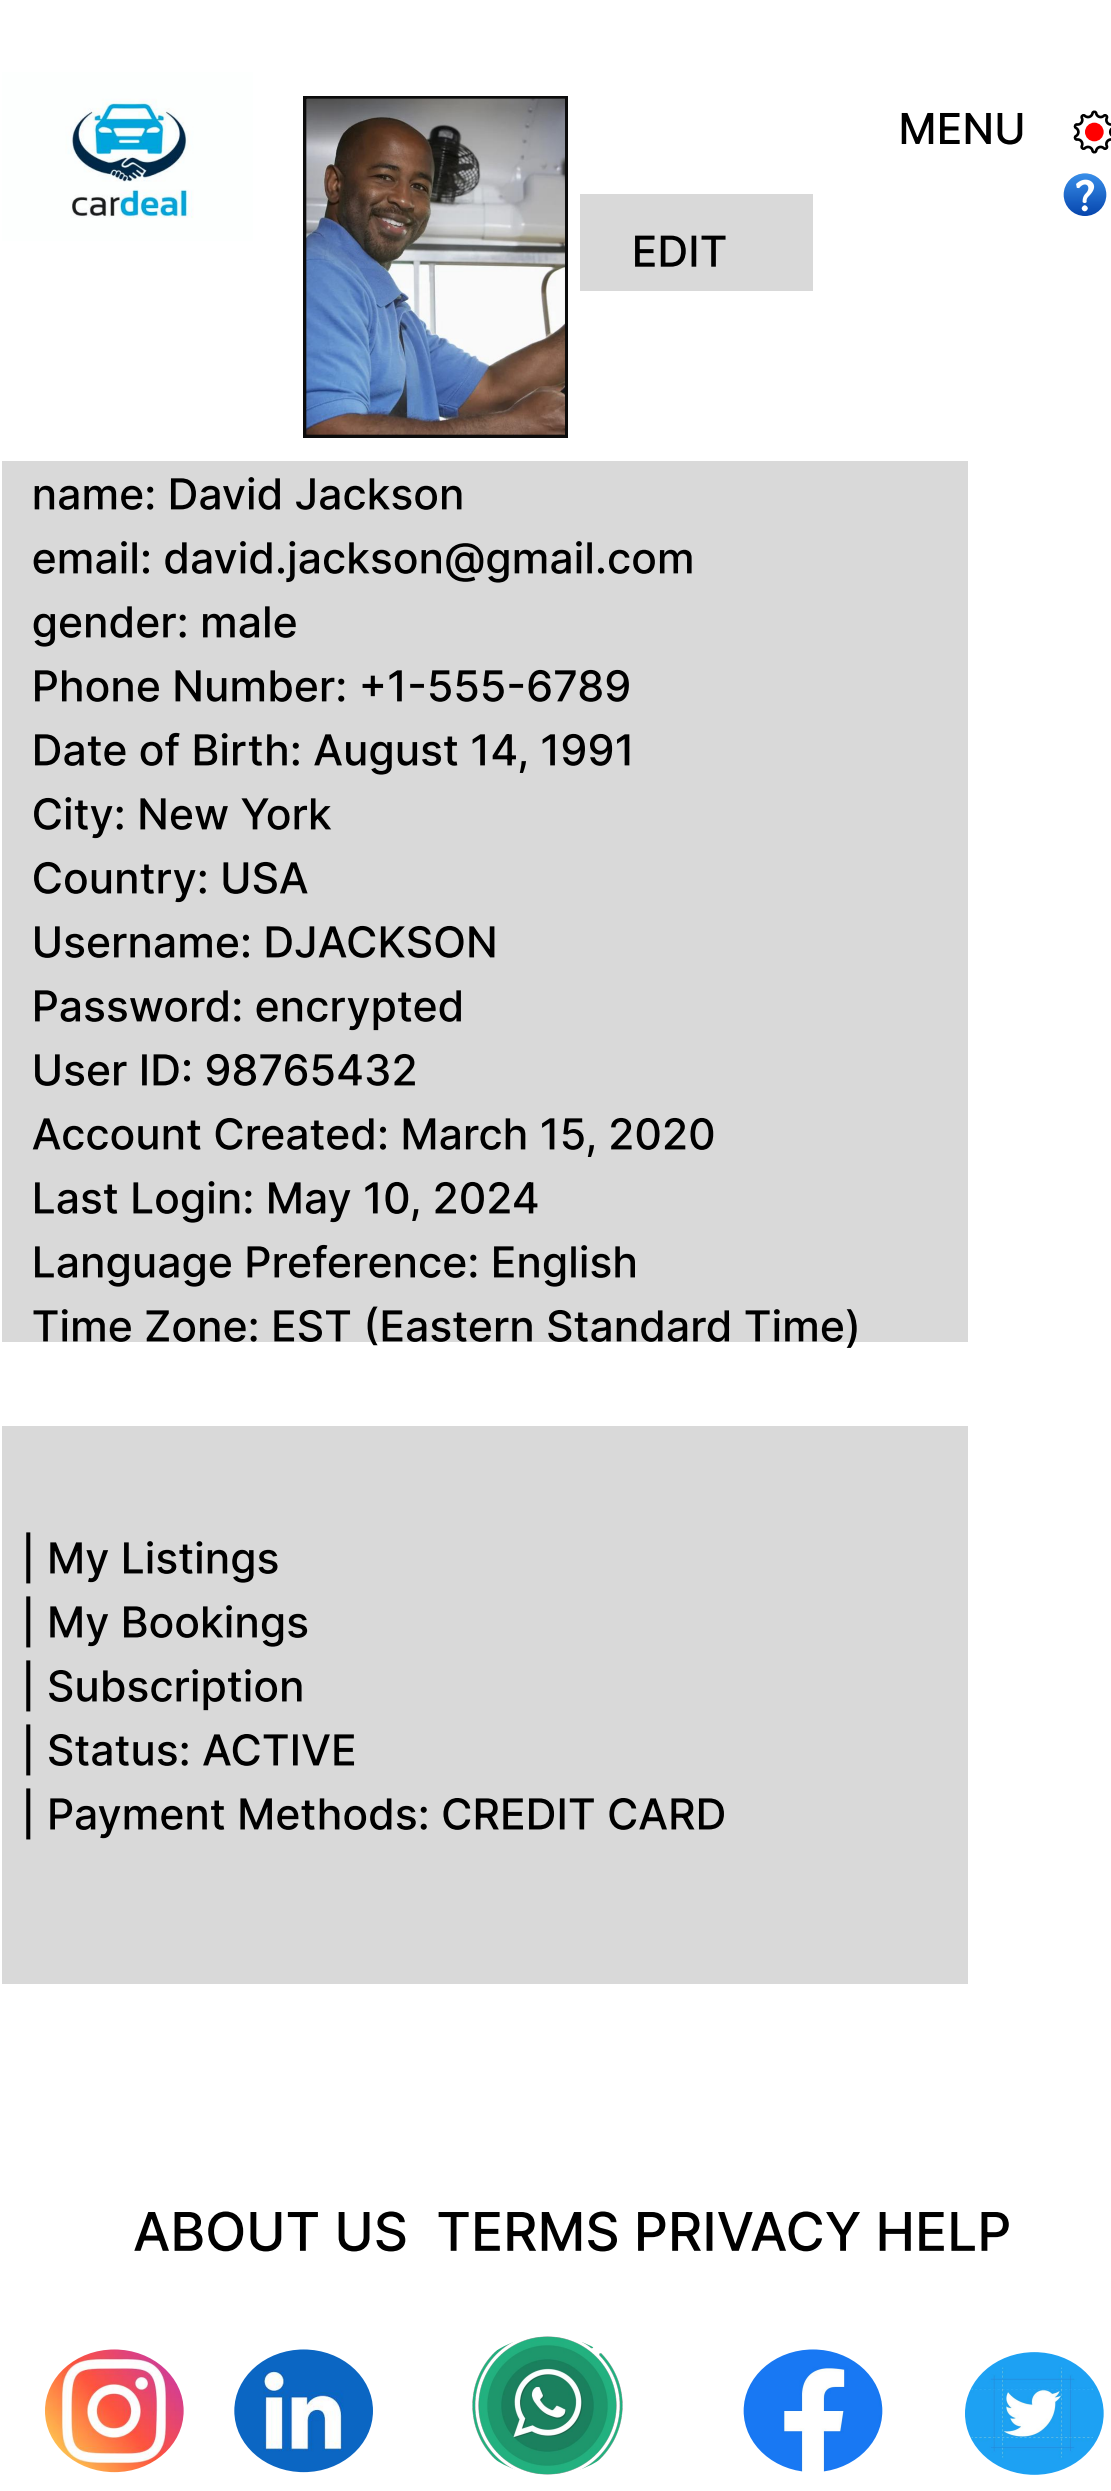 cardeal
MENU
EDIT
name: David Jackson
email: david.jackson@gmail.com
gender: male
Phone Number: +1-555-6789
Date of Birth: August 14, 1991
City: New York
Country: USA
Username: DJACKSON
Password: encrypted
User ID: 98765432
Account Created: March 15, 2020
Last Login: May 10, 2024
Language Preference: English
Time Zone: EST (Eastern Standard Time)
| My Listings
| My Bookings
| Subscription
| Status: ACTIVE
| Payment Methods: CREDIT CARD
ABOUT US TERMS PRIVACY HELP